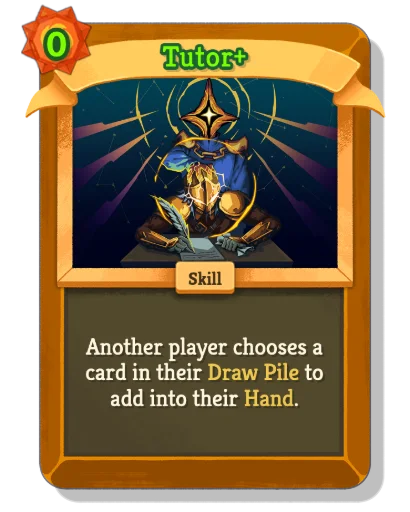 0
Tutor+
Skill
Another player chooses a
card in their Draw Pile to
add into their Hand.